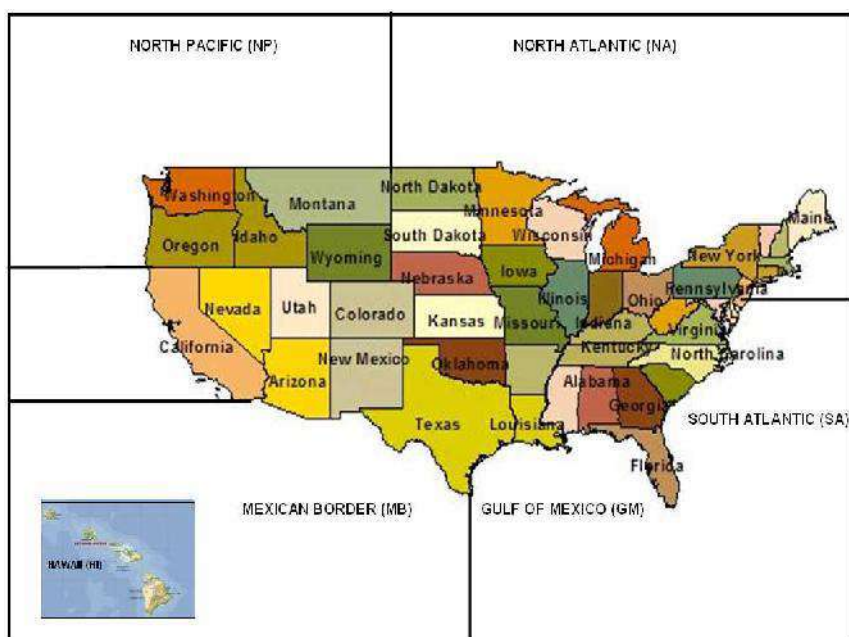 NORTH PACIFIC (NP)
NORTH ATLANTIC (NA)
Washington
Montana
North Dakota
Minnesota
Maine
Oregon
Idaho
Wyoming
South Dakota
Wisconsin
Michigan
New York
Nebraska
Iowa
Illinois
Indiana
Ohio
Pennsylvania
Nevada
Utah
Colorado
Kansas
Missouri
Kentucky
Virginia
California
Arizona
New Mexico
Oklahoma
North Carolina
Texas
Louisiana
Alabama
Georgia
Florida
SOUTH ATLANTIC (SA)
MEXICAN BORDER (MB)
GULF OF MEXICO (GM)
HAWAII (HI)